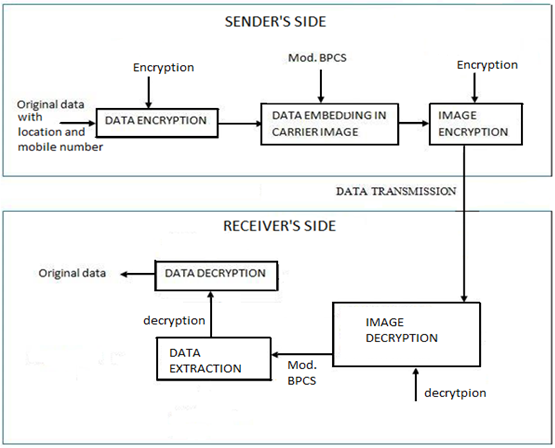 SENDER'S SIDE
Encryption
Mod. BPCS
Encryption
Original data
with
location and
mobile number
DATA ENCRYPTION
DATA EMBEDDING IN
CARRIER IMAGE
IMAGE
ENCRYPTION
DATA TRANSMISSION
RECEIVER'S SIDE
Original data
DATA DECRYPTION
decryption
IMAGE
DECRYPTION
DATA
EXTRACTION
Mod.
BPCS
decrytpion